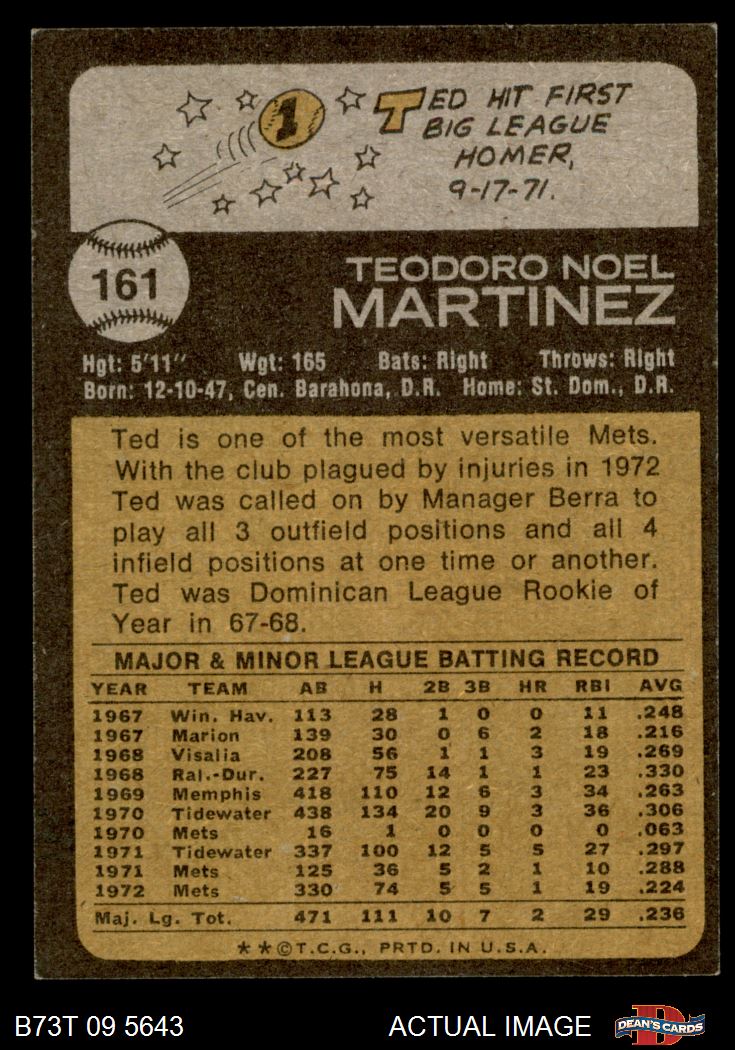 1 TED HIT FIRST
BIG LEAGUE
HOMER,
9-17-71.
161
TEODORO NOEL
MARTINEZ
Hgt: 5'11" Wgt: 165 Bats: Right Throws: Right
Born: 12-10-47, Cen. Barahona, D.R. Home: St. Dom., D.R.
Ted is one of the most versatile Mets.
With the club plagued by injuries in 1972
Ted was called on by Manager Berra to
play all 3 outfield positions and all 4
infield positions at one time or another.
Ted was Dominican League Rookie of
Year in 67-68.
MAJOR & MINOR LEAGUE BATTING RECORD
YEAR TEAM AB H 2B 3B HR RBI AVG
1967 Win. Hav. 113 28 1 0 0 11 .248
1967 Marion 139 30 0 6 2 18 .216
1968 Visalia 208 56 1 1 3 19 .269
1968 Ral.-Dur. 227 75 14 1 1 23 .330
1969 Memphis 418 110 12 6 3 34 .263
1970 Tidewater 438 134 20 9 3 36 .306
1970 Mets 16 1 0 0 0 0 .063
1971 Tidewater 337 100 12 5 5 27 .297
1971 Mets 125 36 5 2 1 10 .288
1972 Mets 330 74 5 5 1 19 .224
Maj. Lg. Tot. 471 111 10 7 2 29 .236
★★©T.C.G., PRTD. IN U.S.A.
B73T 09 5643 ACTUAL IMAGE D DEAN'S CARDS